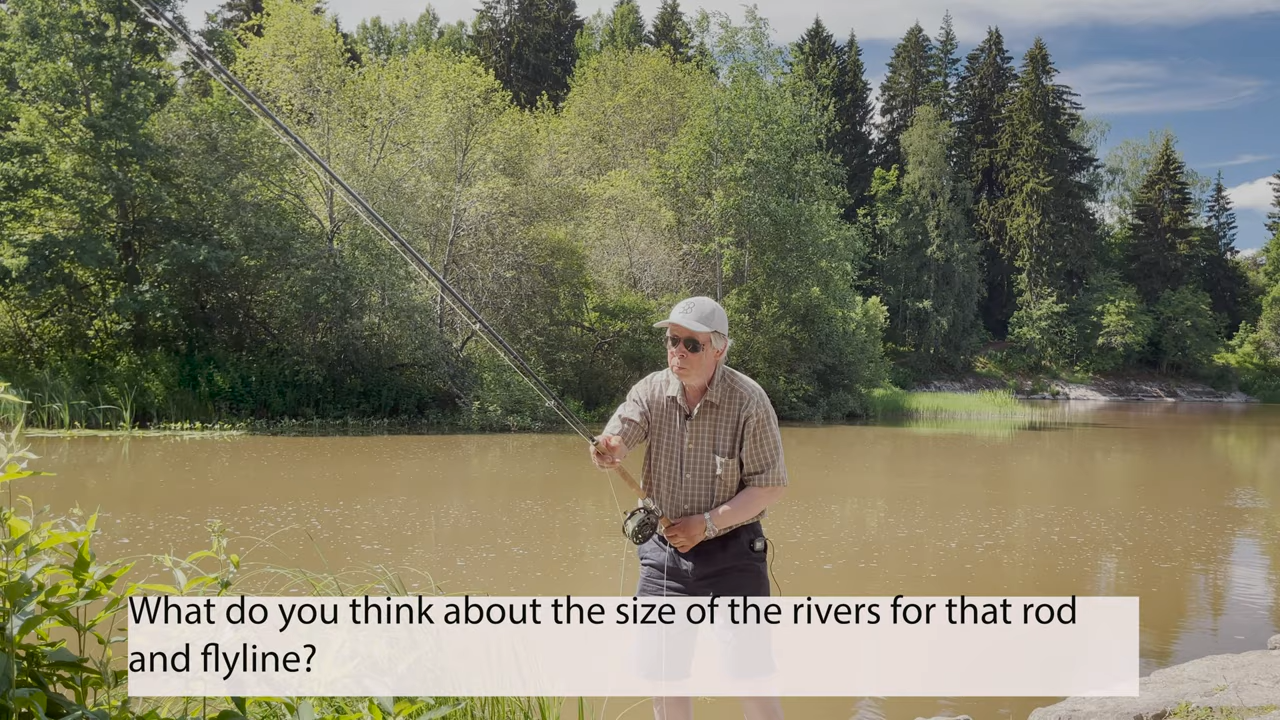 What do you think about the size of the rivers for that rod
and flyline?